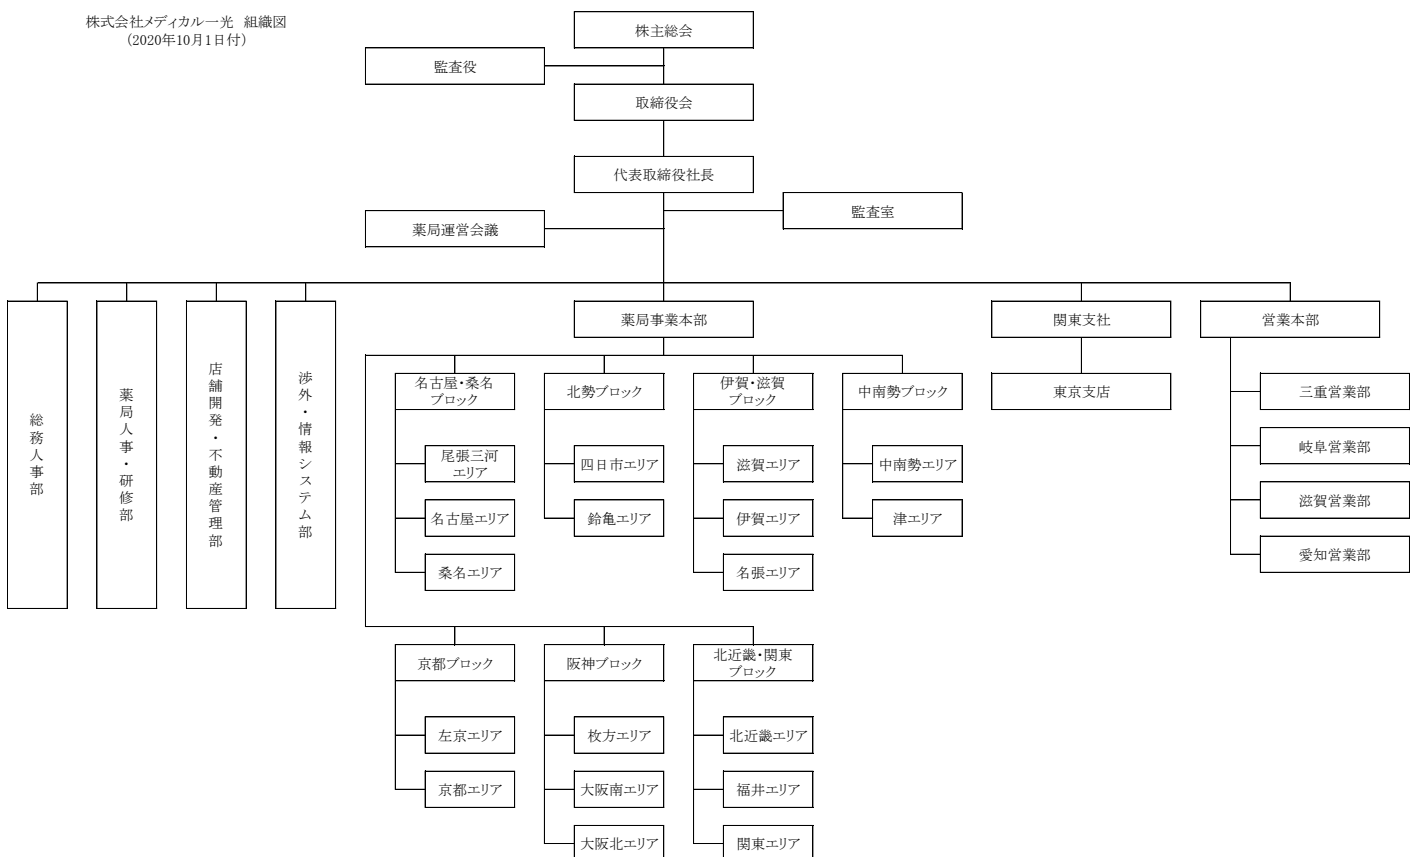 株式会社メディカル一光　組織図
（2020年10月1日付）
株主総会
監査役
取締役会
代表取締役社長
監査室
薬局運営会議
総務人事部
薬局人事・研修部
店舗開発・不動産管理部
渉外・情報システム部
薬局事業本部
関東支社
営業本部
名古屋・桑名
ブロック
北勢ブロック
伊賀・滋賀
ブロック
中南勢ブロック
東京支店
三重営業部
尾張三河
エリア
四日市エリア
滋賀エリア
中南勢エリア
岐阜営業部
名古屋エリア
鈴亀エリア
伊賀エリア
津エリア
滋賀営業部
桑名エリア
名張エリア
愛知営業部
京都ブロック
阪神ブロック
北近畿・関東
ブロック
左京エリア
枚方エリア
北近畿エリア
京都エリア
大阪南エリア
福井エリア
大阪北エリア
関東エリア